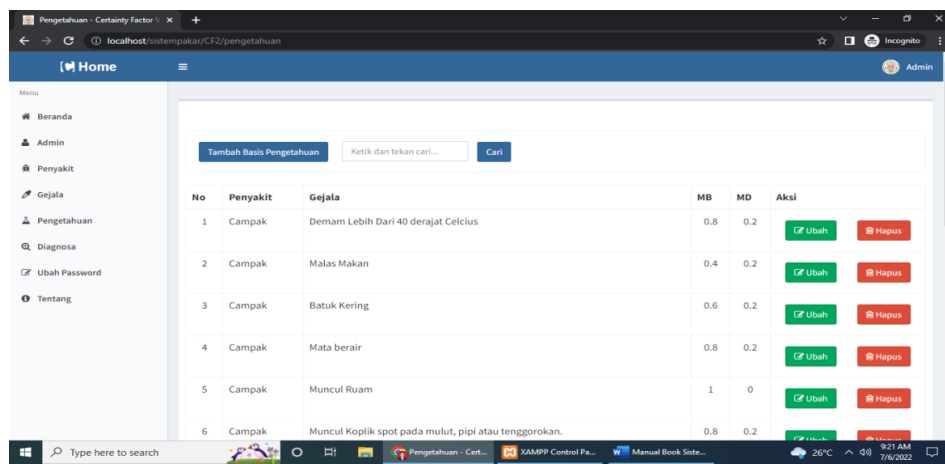 Pengetahuan - Certainty Factor V
localhost/sistempakar/CF2/pengetahuan
Incognito
Home
Admin
Menu
Beranda
Admin
Penyakit
Gejala
Pengetahuan
Diagnosa
Ubah Password
Tentang
Tambah Basis Pengetahuan Ketik dan tekan cari... Cari
No Penyakit Gejala MB MD Aksi
1 Campak Demam Lebih Dari 40 derajat Celcius 0.8 0.2 Ubah Hapus
2 Campak Malas Makan 0.4 0.2 Ubah Hapus
3 Campak Batuk Kering 0.6 0.2 Ubah Hapus
4 Campak Mata berair 0.8 0.2 Ubah Hapus
5 Campak Muncul Ruam 1 0 Ubah Hapus
6 Campak Muncul Koplik spot pada mulut, pipi atau tenggorokan. 0.8 0.2
Type here to search Pengetahuan - Cert... XAMPP Control Pa... Manual Book Siste... 26°C 9:21 AM
7/6/2022